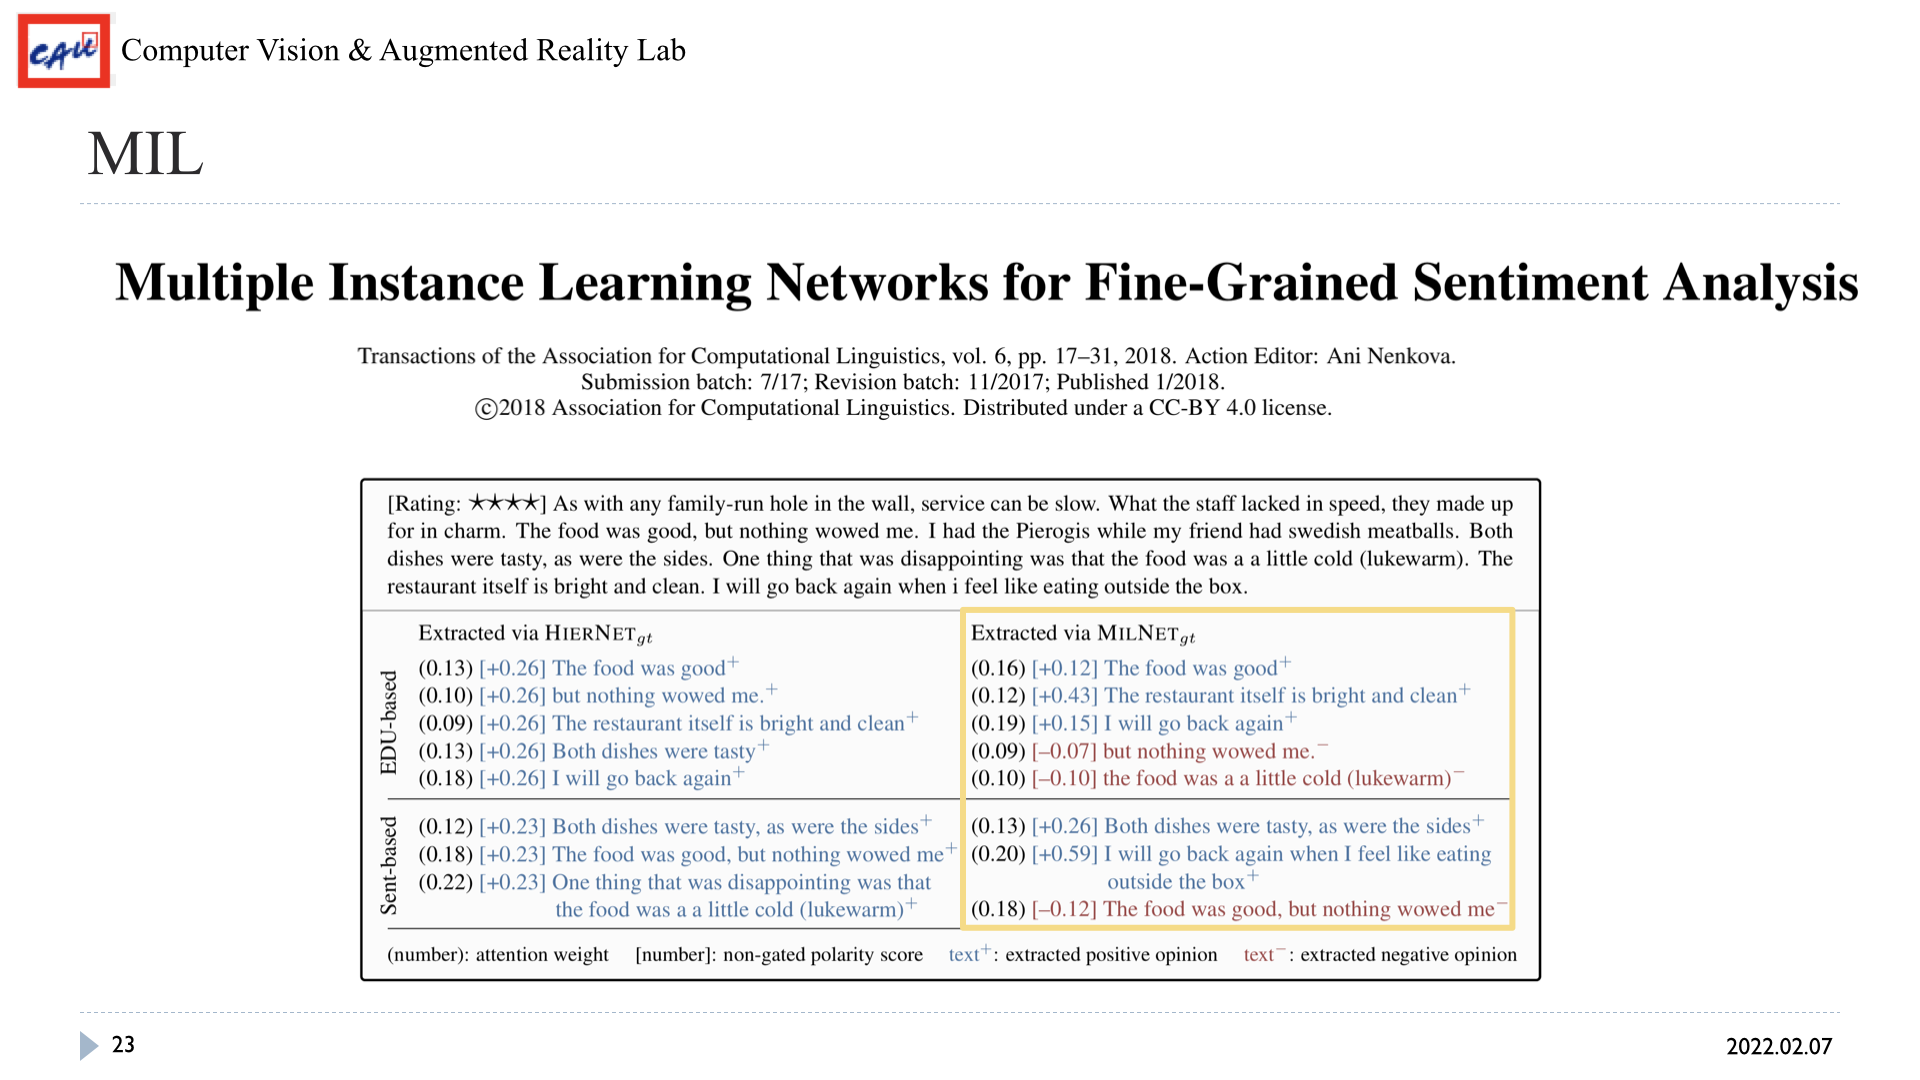 CAU
Computer Vision & Augmented Reality Lab
MIL
Multiple Instance Learning Networks for Fine-Grained Sentiment Analysis
Transactions of the Association for Computational Linguistics, vol. 6, pp. 17–31, 2018. Action Editor: Ani Nenkova.
Submission batch: 7/17; Revision batch: 11/2017; Published 1/2018.
©2018 Association for Computational Linguistics. Distributed under a CC-BY 4.0 license.
[Rating: ★★★★] As with any family-run hole in the wall, service can be slow. What the staff lacked in speed, they made up
for in charm. The food was good, but nothing wowed me. I had the Pierogis while my friend had swedish meatballs. Both
dishes were tasty, as were the sides. One thing that was disappointing was that the food was a a little cold (lukewarm). The
restaurant itself is bright and clean. I will go back again when i feel like eating outside the box.
EDU-based
Extracted via HIERNETgt
(0.13) [+0.26] The food was good+
(0.10) [+0.26] but nothing wowed me.+
(0.09) [+0.26] The restaurant itself is bright and clean+
(0.13) [+0.26] Both dishes were tasty+
(0.18) [+0.26] I will go back again+
Extracted via MILNETgt
(0.16) [+0.12] The food was good+
(0.12) [+0.43] The restaurant itself is bright and clean+
(0.19) [+0.15] I will go back again+
(0.09) [–0.07] but nothing wowed me.−
(0.10) [–0.10] the food was a a little cold (lukewarm)−
Sent-based
(0.12) [+0.23] Both dishes were tasty, as were the sides+
(0.18) [+0.23] The food was good, but nothing wowed me+
(0.22) [+0.23] One thing that was disappointing was that
the food was a a little cold (lukewarm)+
(0.13) [+0.26] Both dishes were tasty, as were the sides+
(0.20) [+0.59] I will go back again when I feel like eating
outside the box+
(0.18) [–0.12] The food was good, but nothing wowed me−
(number): attention weight [number]: non-gated polarity score text+: extracted positive opinion text−: extracted negative opinion
23
2022.02.07